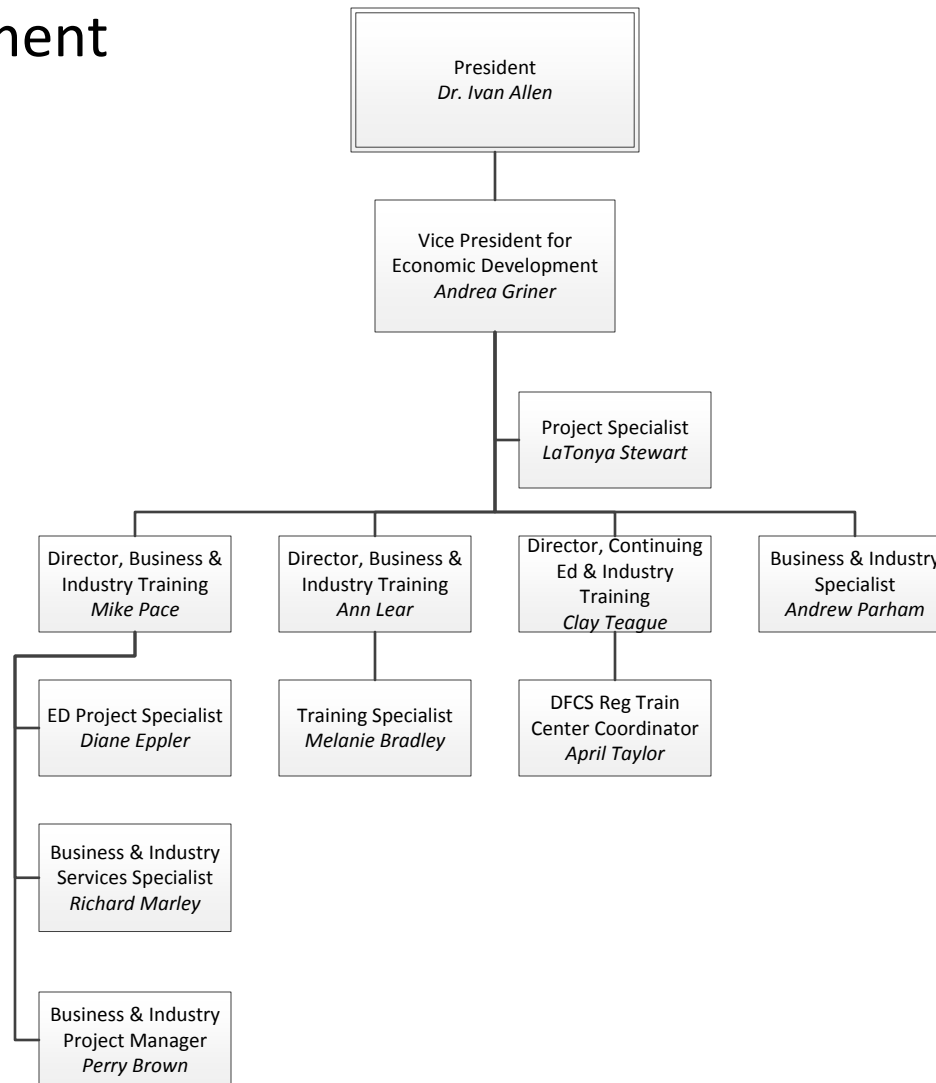 ment
President
Dr. Ivan Allen
Vice President for
Economic Development
Andrea Griner
Project Specialist
LaTonya Stewart
Director, Business &
Industry Training
Mike Pace
Director, Business &
Industry Training
Ann Lear
Director, Continuing
Ed & Industry
Training
Clay Teague
Business & Industry
Specialist
Andrew Parham
ED Project Specialist
Diane Eppler
Training Specialist
Melanie Bradley
DFCS Reg Train
Center Coordinator
April Taylor
Business & Industry
Services Specialist
Richard Marley
Business & Industry
Project Manager
Perry Brown